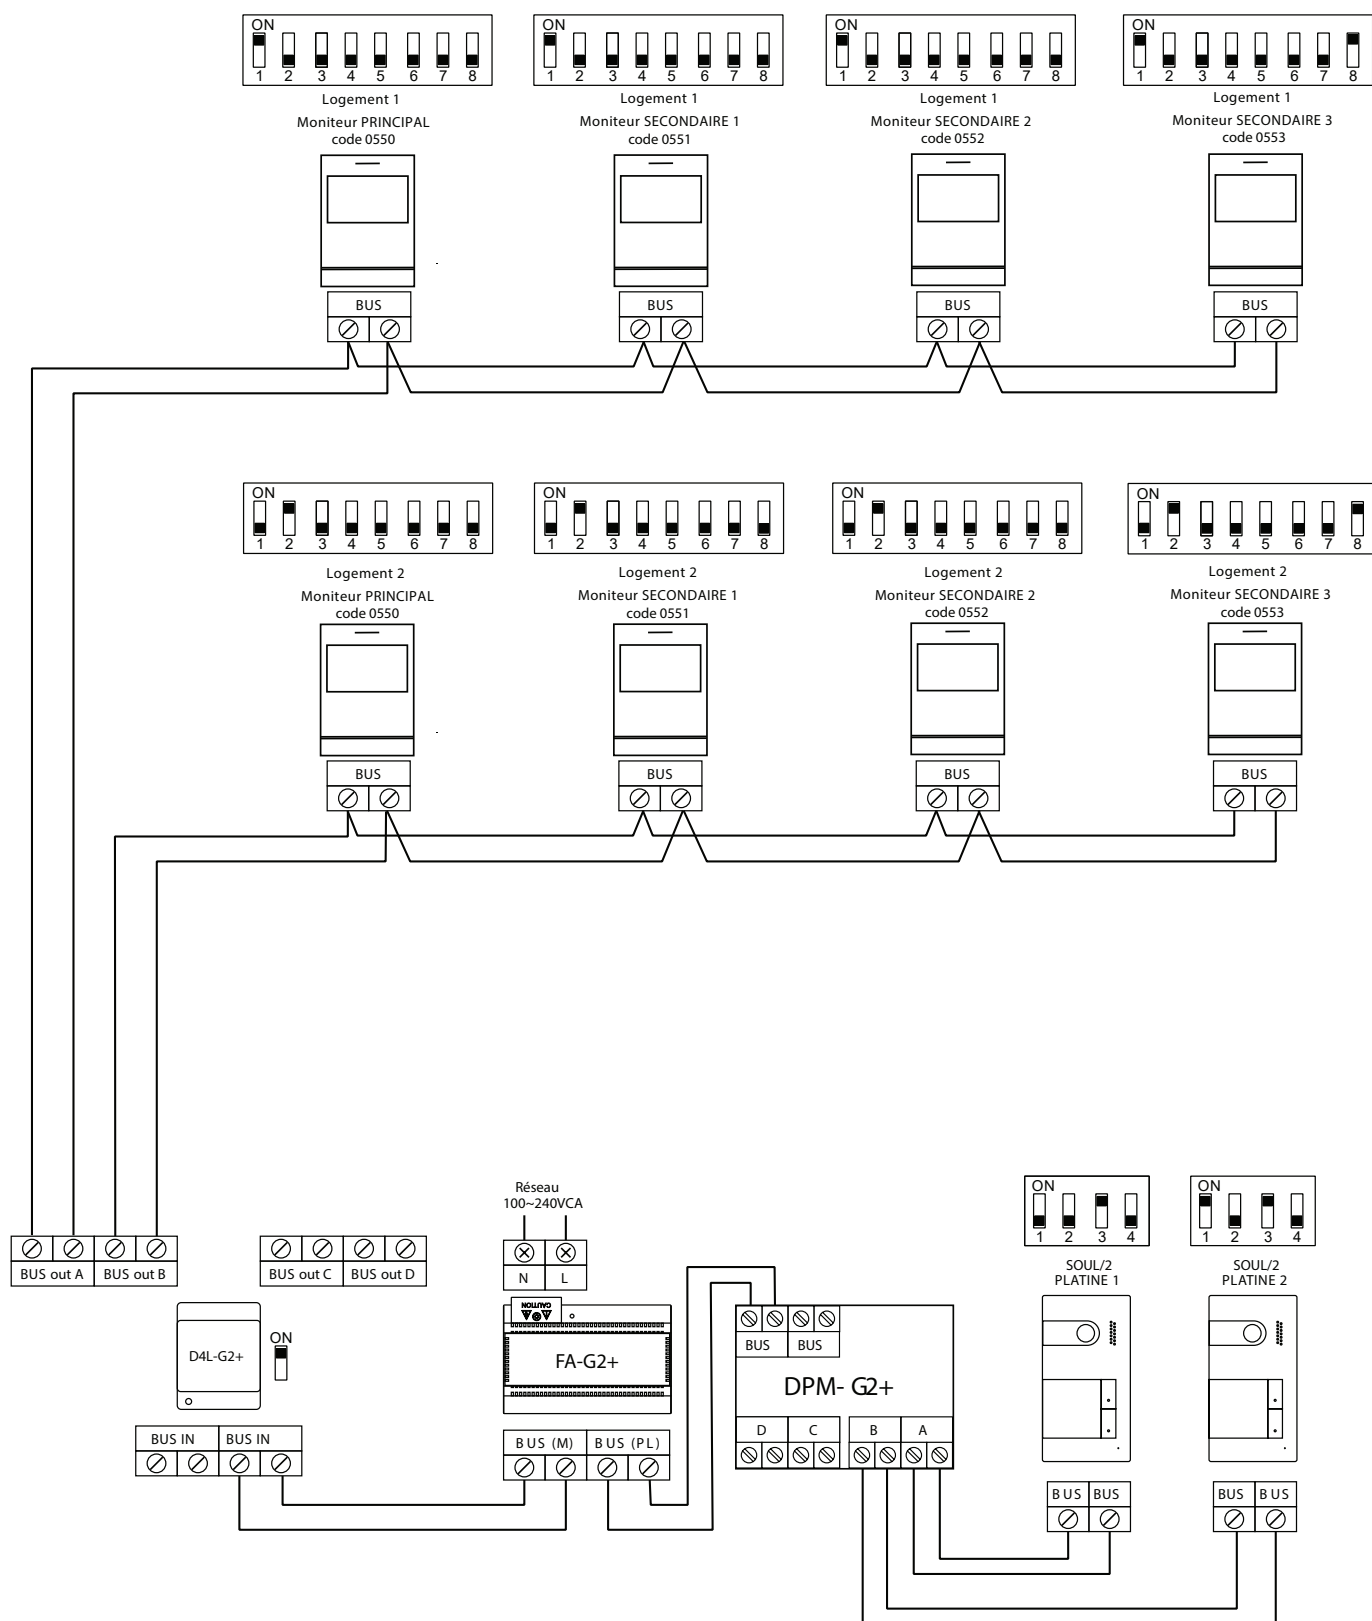 ON ON ON ON
1 2 3 4 5 6 7 8 1 2 3 4 5 6 7 8 1 2 3 4 5 6 7 8 1 2 3 4 5 6 7 8
Logement 1 Logement 1 Logement 1 Logement 1
Moniteur PRINCIPAL Moniteur SECONDAIRE 1 Moniteur SECONDAIRE 2 Moniteur SECONDAIRE 3
code 0550 code 0551 code 0552 code 0553
BUS BUS BUS BUS
ON ON ON ON
1 2 3 4 5 6 7 8 1 2 3 4 5 6 7 8 1 2 3 4 5 6 7 8 1 2 3 4 5 6 7 8
Logement 2 Logement 2 Logement 2 Logement 2
Moniteur PRINCIPAL Moniteur SECONDAIRE 1 Moniteur SECONDAIRE 2 Moniteur SECONDAIRE 3
code 0550 code 0551 code 0552 code 0553
BUS BUS BUS BUS
Réseau
100~240VCA
ON ON
1 2 3 4 1 2 3 4
SOUL/2 SOUL/2
PLATINE 1 PLATINE 2
BUS out A BUS out B BUS out C BUS out D N L
CAUTION
D4L-G2+ ON FA-G2+
BUS BUS
DPM- G2+
D C B A
BUS IN BUS IN BUS (M) BUS (PL)
BUS BUS BUS BUS